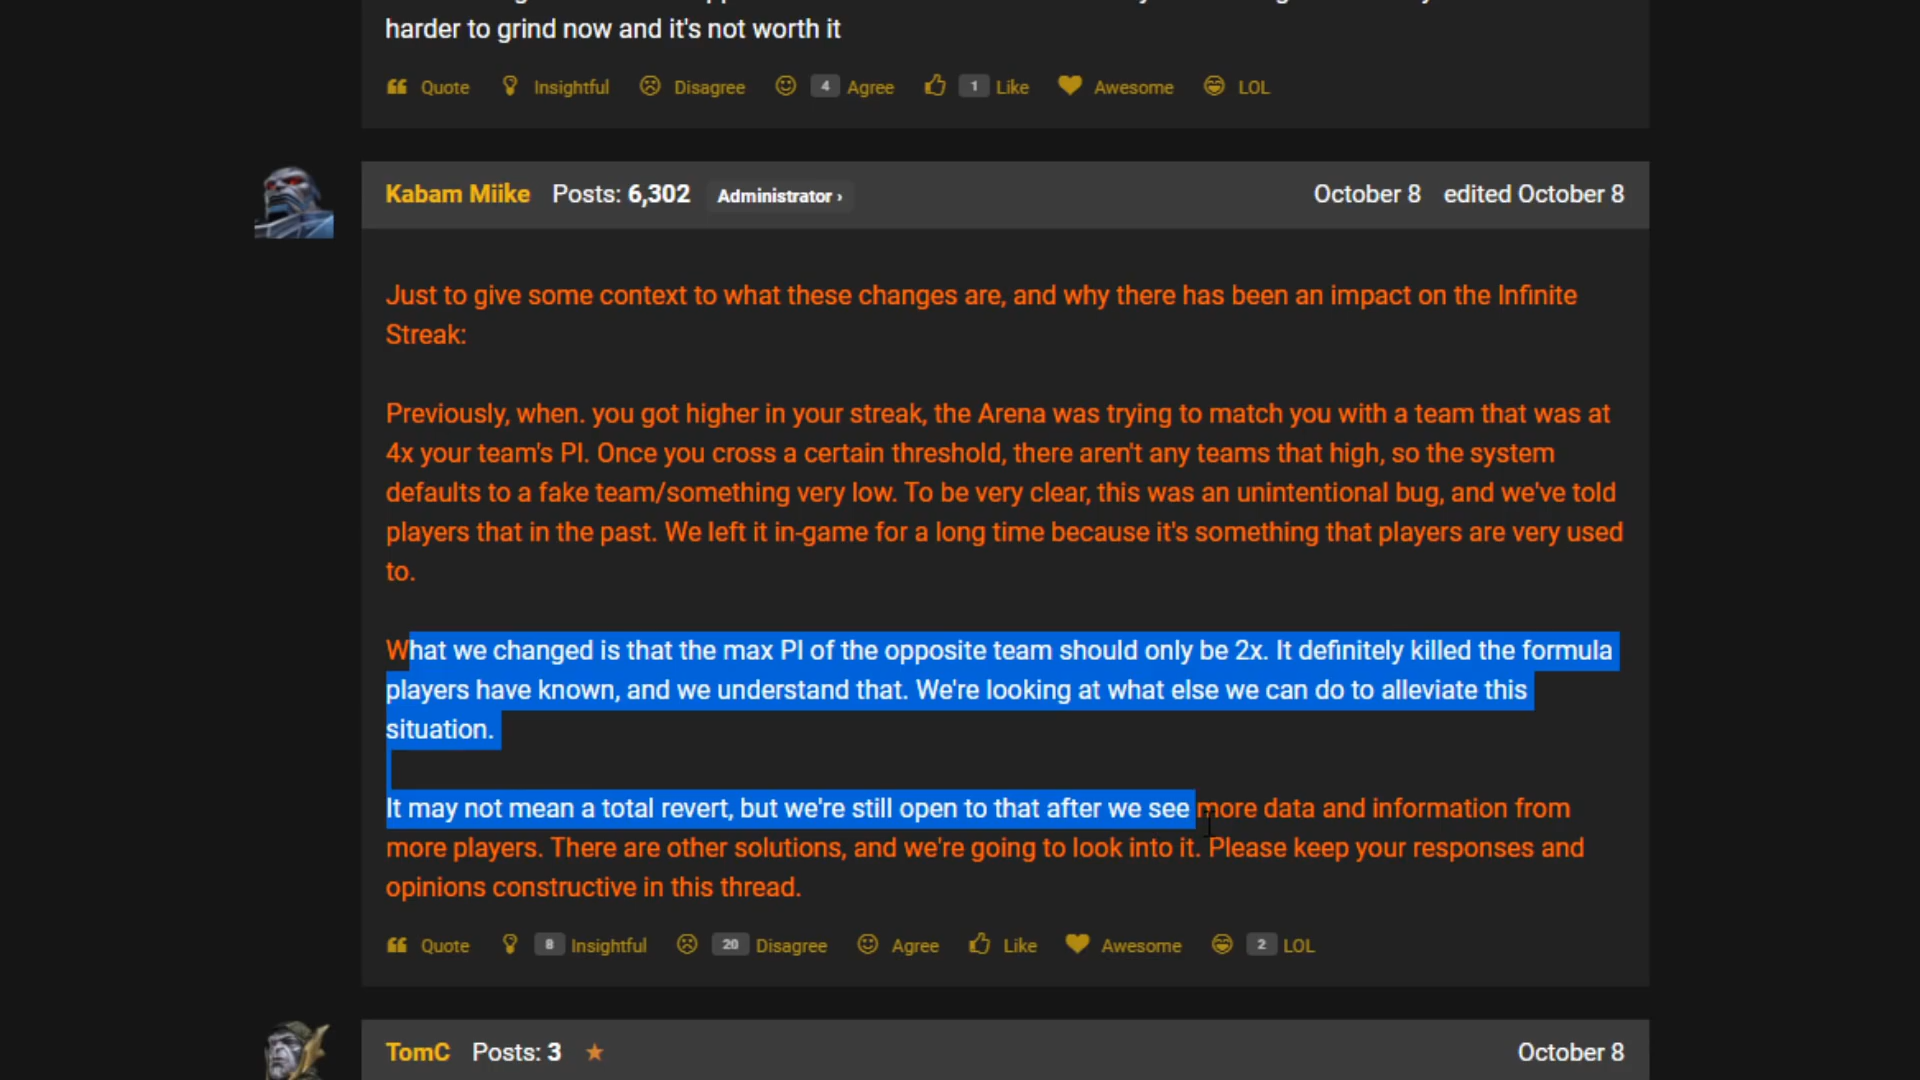 harder to grind now and it's not worth it
Quote Insightful Disagree 4 Agree 1 Like Awesome LOL
Kabam Miike Posts: 6,302 Administrator › October 8 edited October 8
Just to give some context to what these changes are, and why there has been an impact on the Infinite
Streak:
Previously, when. you got higher in your streak, the Arena was trying to match you with a team that was at
4x your team's PI. Once you cross a certain threshold, there aren't any teams that high, so the system
defaults to a fake team/something very low. To be very clear, this was an unintentional bug, and we've told
players that in the past. We left it in-game for a long time because it's something that players are very used
to.
What we changed is that the max PI of the opposite team should only be 2x. It definitely killed the formula
players have known, and we understand that. We're looking at what else we can do to alleviate this
situation.
It may not mean a total revert, but we're still open to that after we see more data and information from
more players. There are other solutions, and we're going to look into it. Please keep your responses and
opinions constructive in this thread.
Quote 8 Insightful 20 Disagree Agree Like Awesome 2 LOL
TomC Posts: 3 October 8